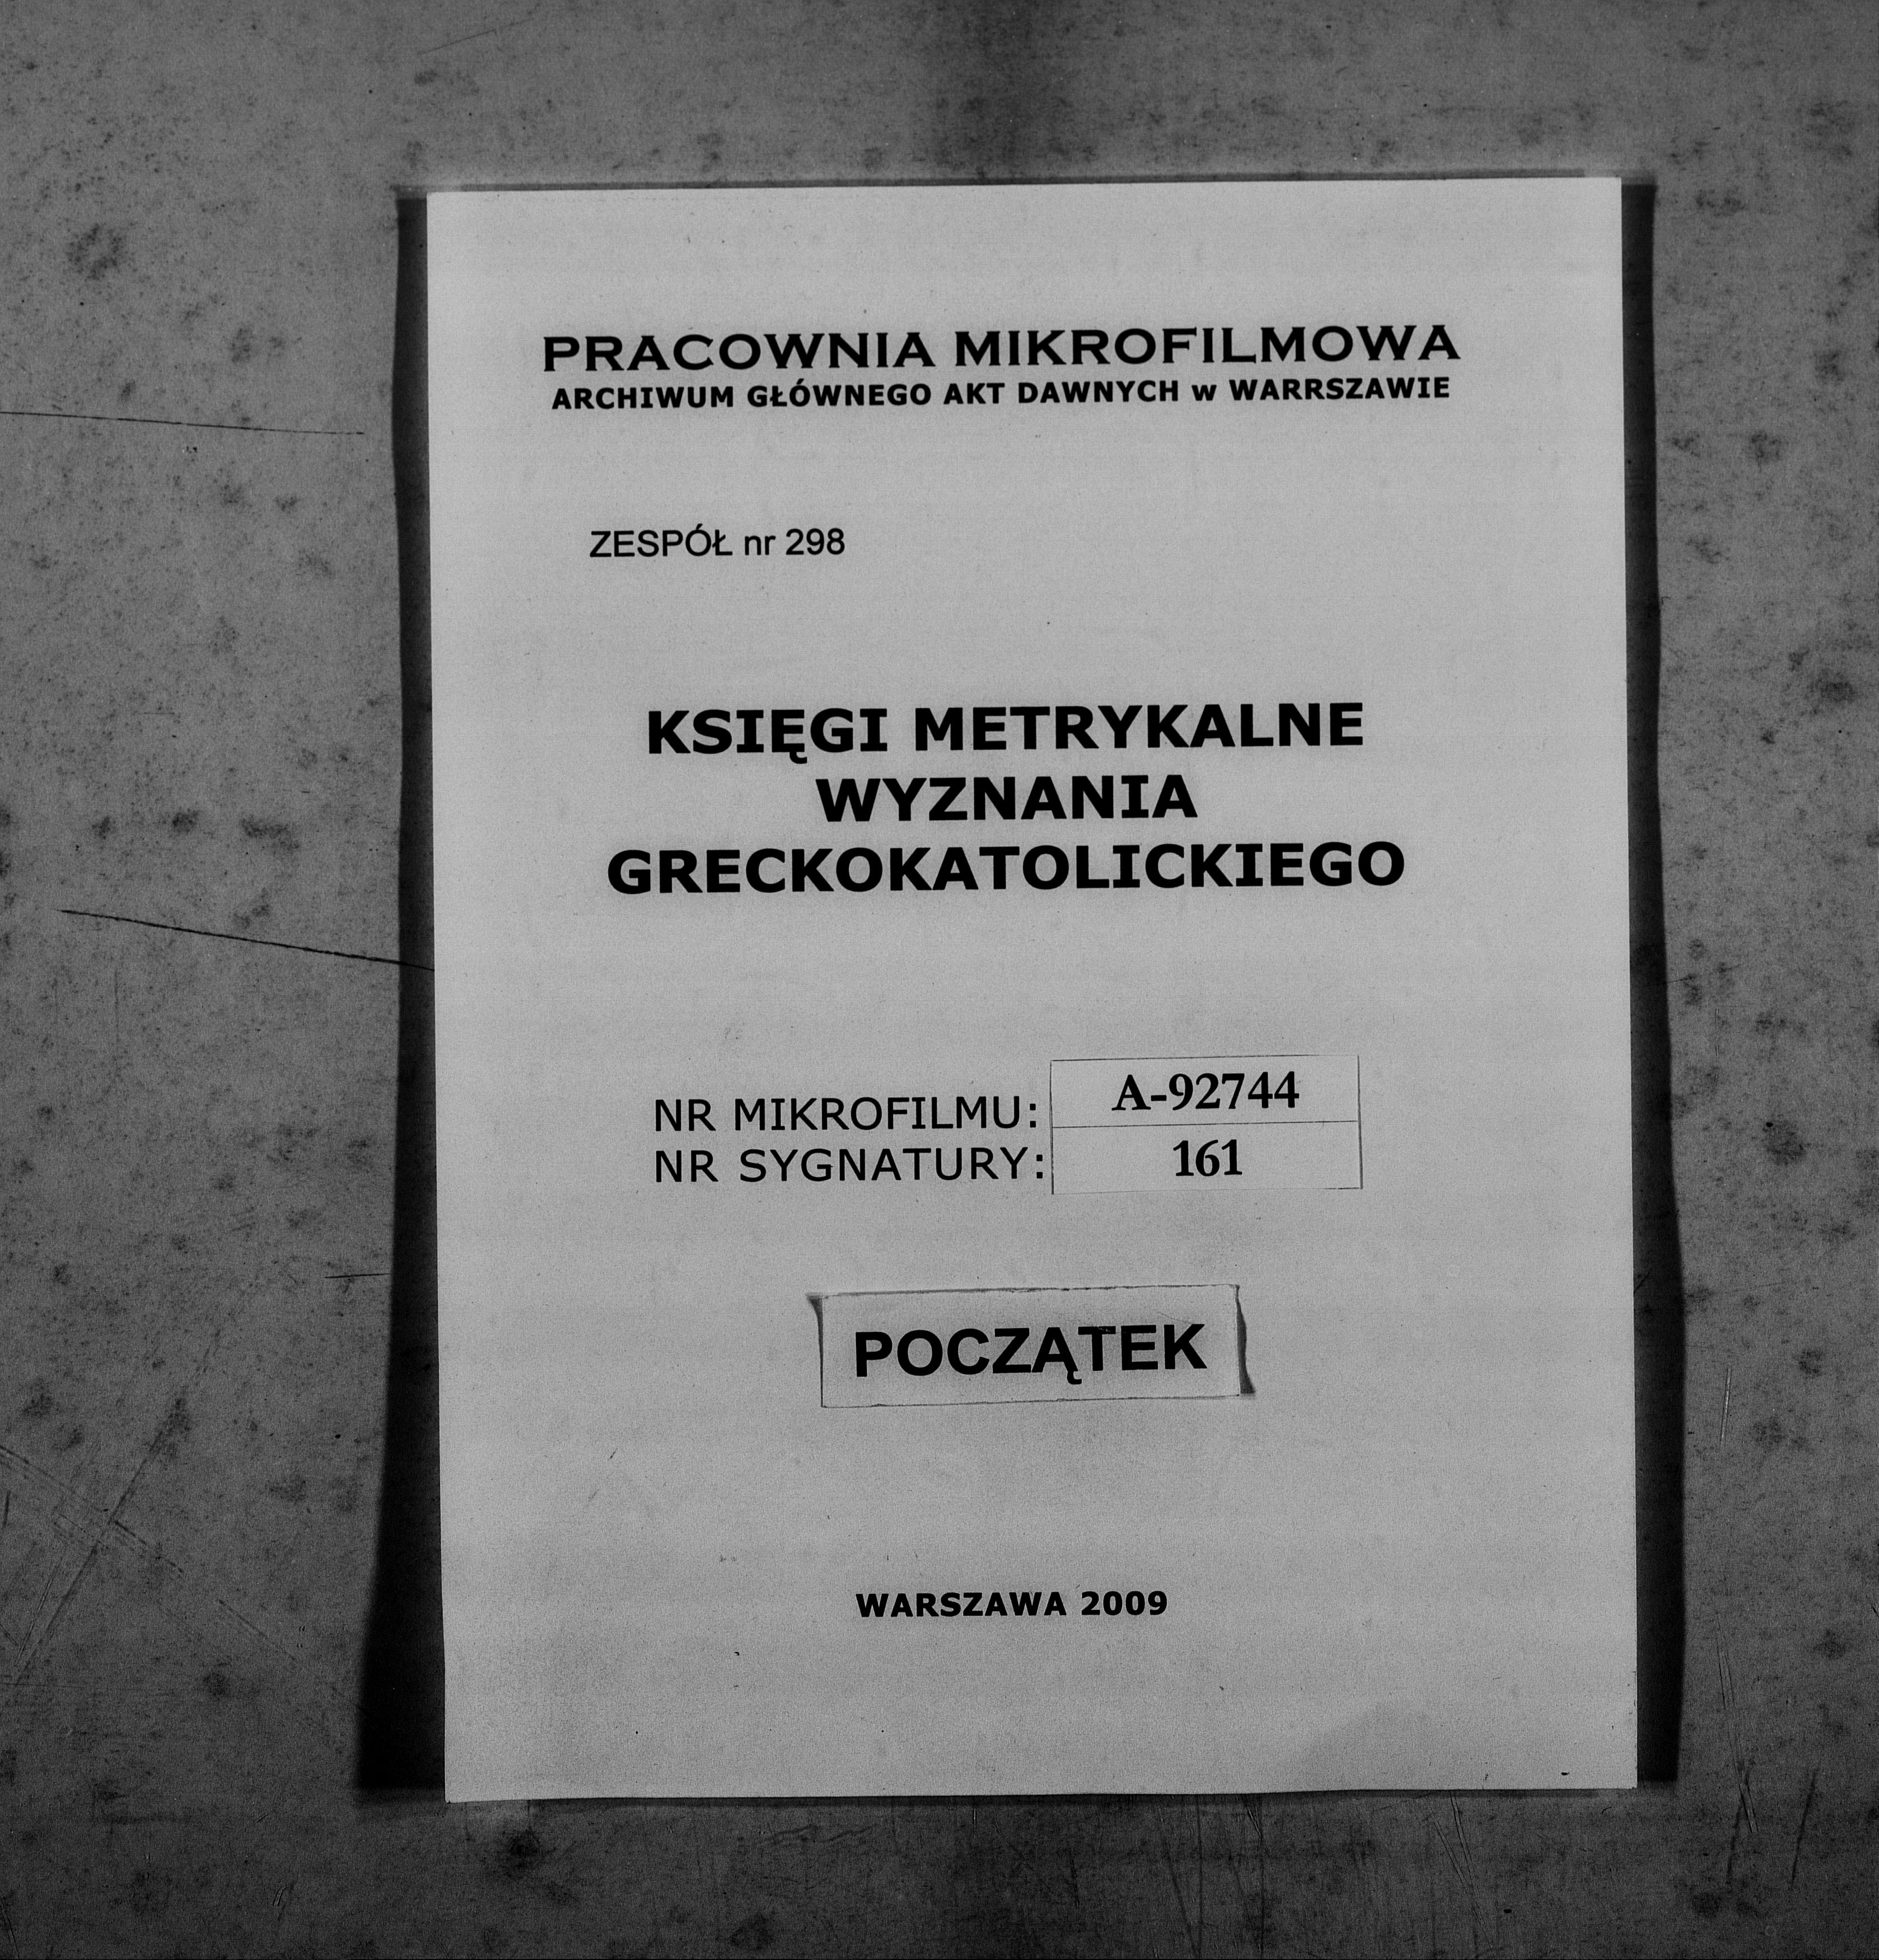 PRACOWNIA MIKROFILMOWA
ARCHIWUM GŁÓWNEGO AKT DAWNYCH w WARRSZAWIE
ZESPÓŁ nr 298
KSIĘGI METRYKALNE
WYZNANIA
GRECKOKATOLICKIEGO
NR MIKROFILMU: A-92744
NR SYGNATURY: 161
POCZĄTEK
WARSZAWA 2009